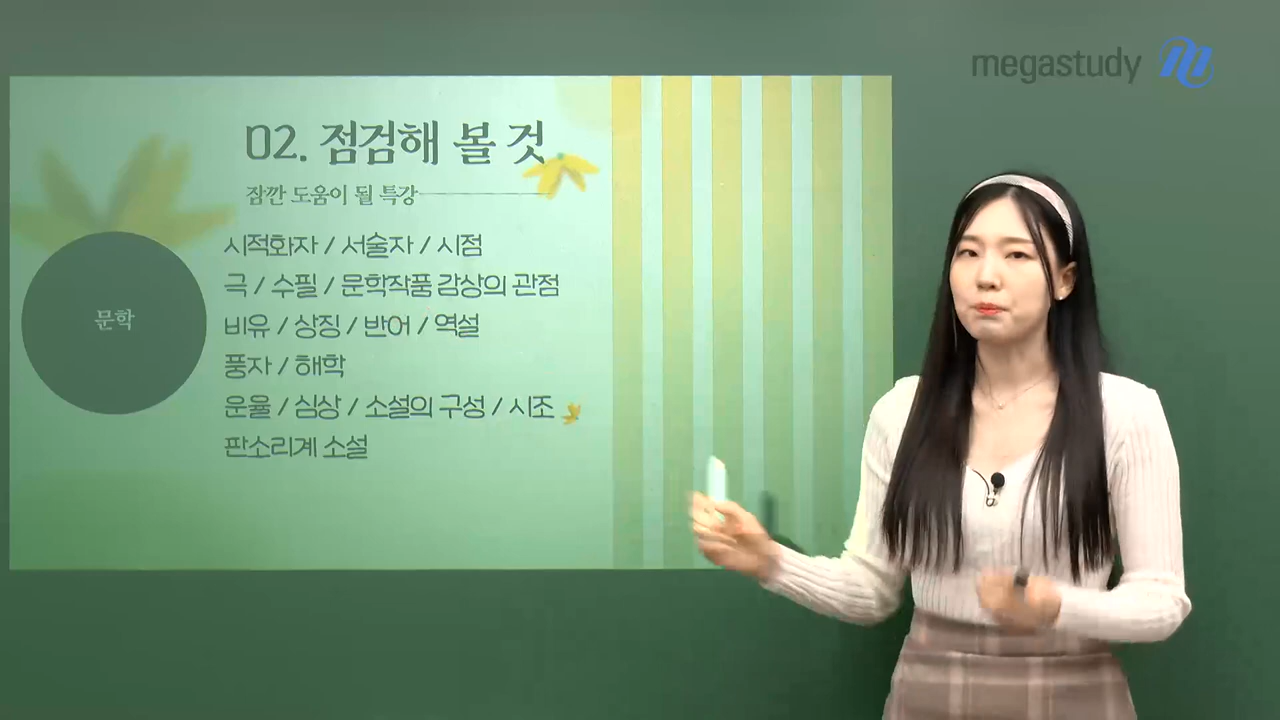 megastudy
02. 점검해 볼 것
잠깐 도움이 될 특강
문학
시적화자 / 서술자 / 시점
극 / 수필 / 문학작품 감상의 관점
비유 / 상징 / 반어 / 역설
풍자 / 해학
운율 / 심상 / 소설의 구성 / 시조
판소리계 소설